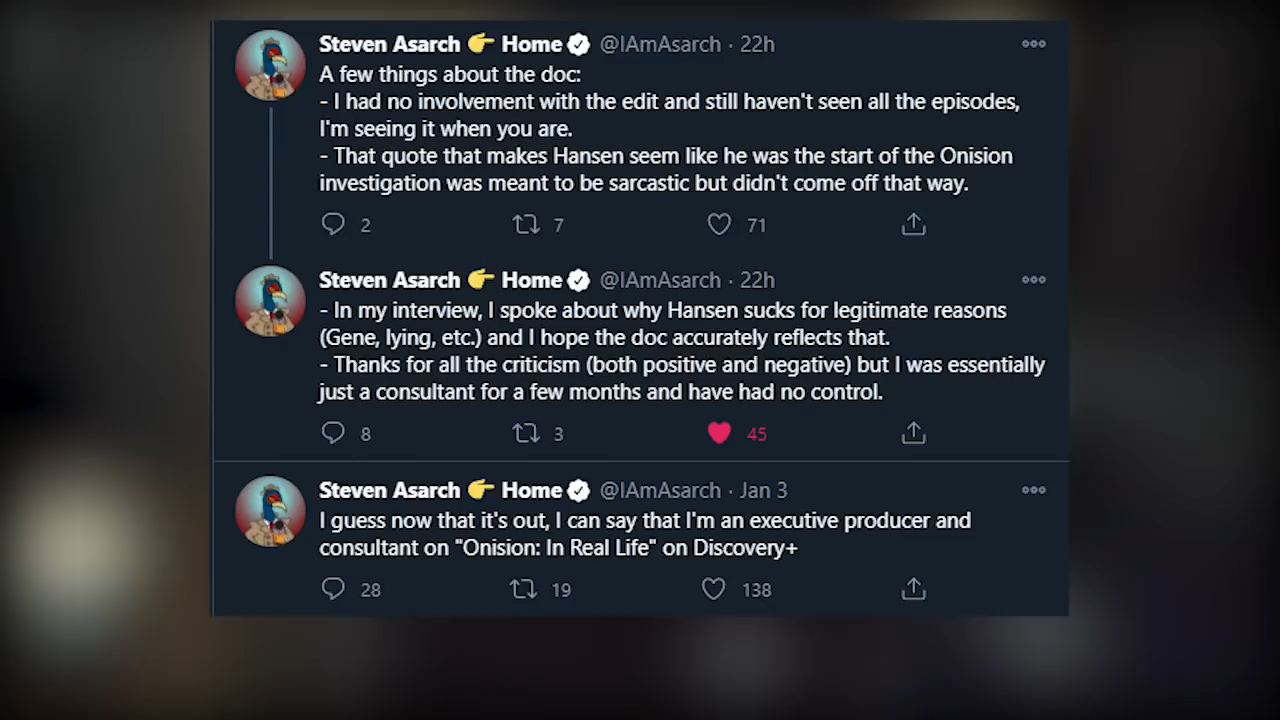 Steven Asarch 👉 Home @IAmAsarch · 22h
A few things about the doc:
- I had no involvement with the edit and still haven't seen all the episodes,
I'm seeing it when you are.
- That quote that makes Hansen seem like he was the start of the Onision
investigation was meant to be sarcastic but didn't come off that way.
2 7 71
Steven Asarch 👉 Home @IAmAsarch · 22h
- In my interview, I spoke about why Hansen sucks for legitimate reasons
(Gene, lying, etc.) and I hope the doc accurately reflects that.
- Thanks for all the criticism (both positive and negative) but I was essentially
just a consultant for a few months and have had no control.
8 3 45
Steven Asarch 👉 Home @IAmAsarch · Jan 3
I guess now that it's out, I can say that I'm an executive producer and
consultant on "Onision: In Real Life" on Discovery+
28 19 138